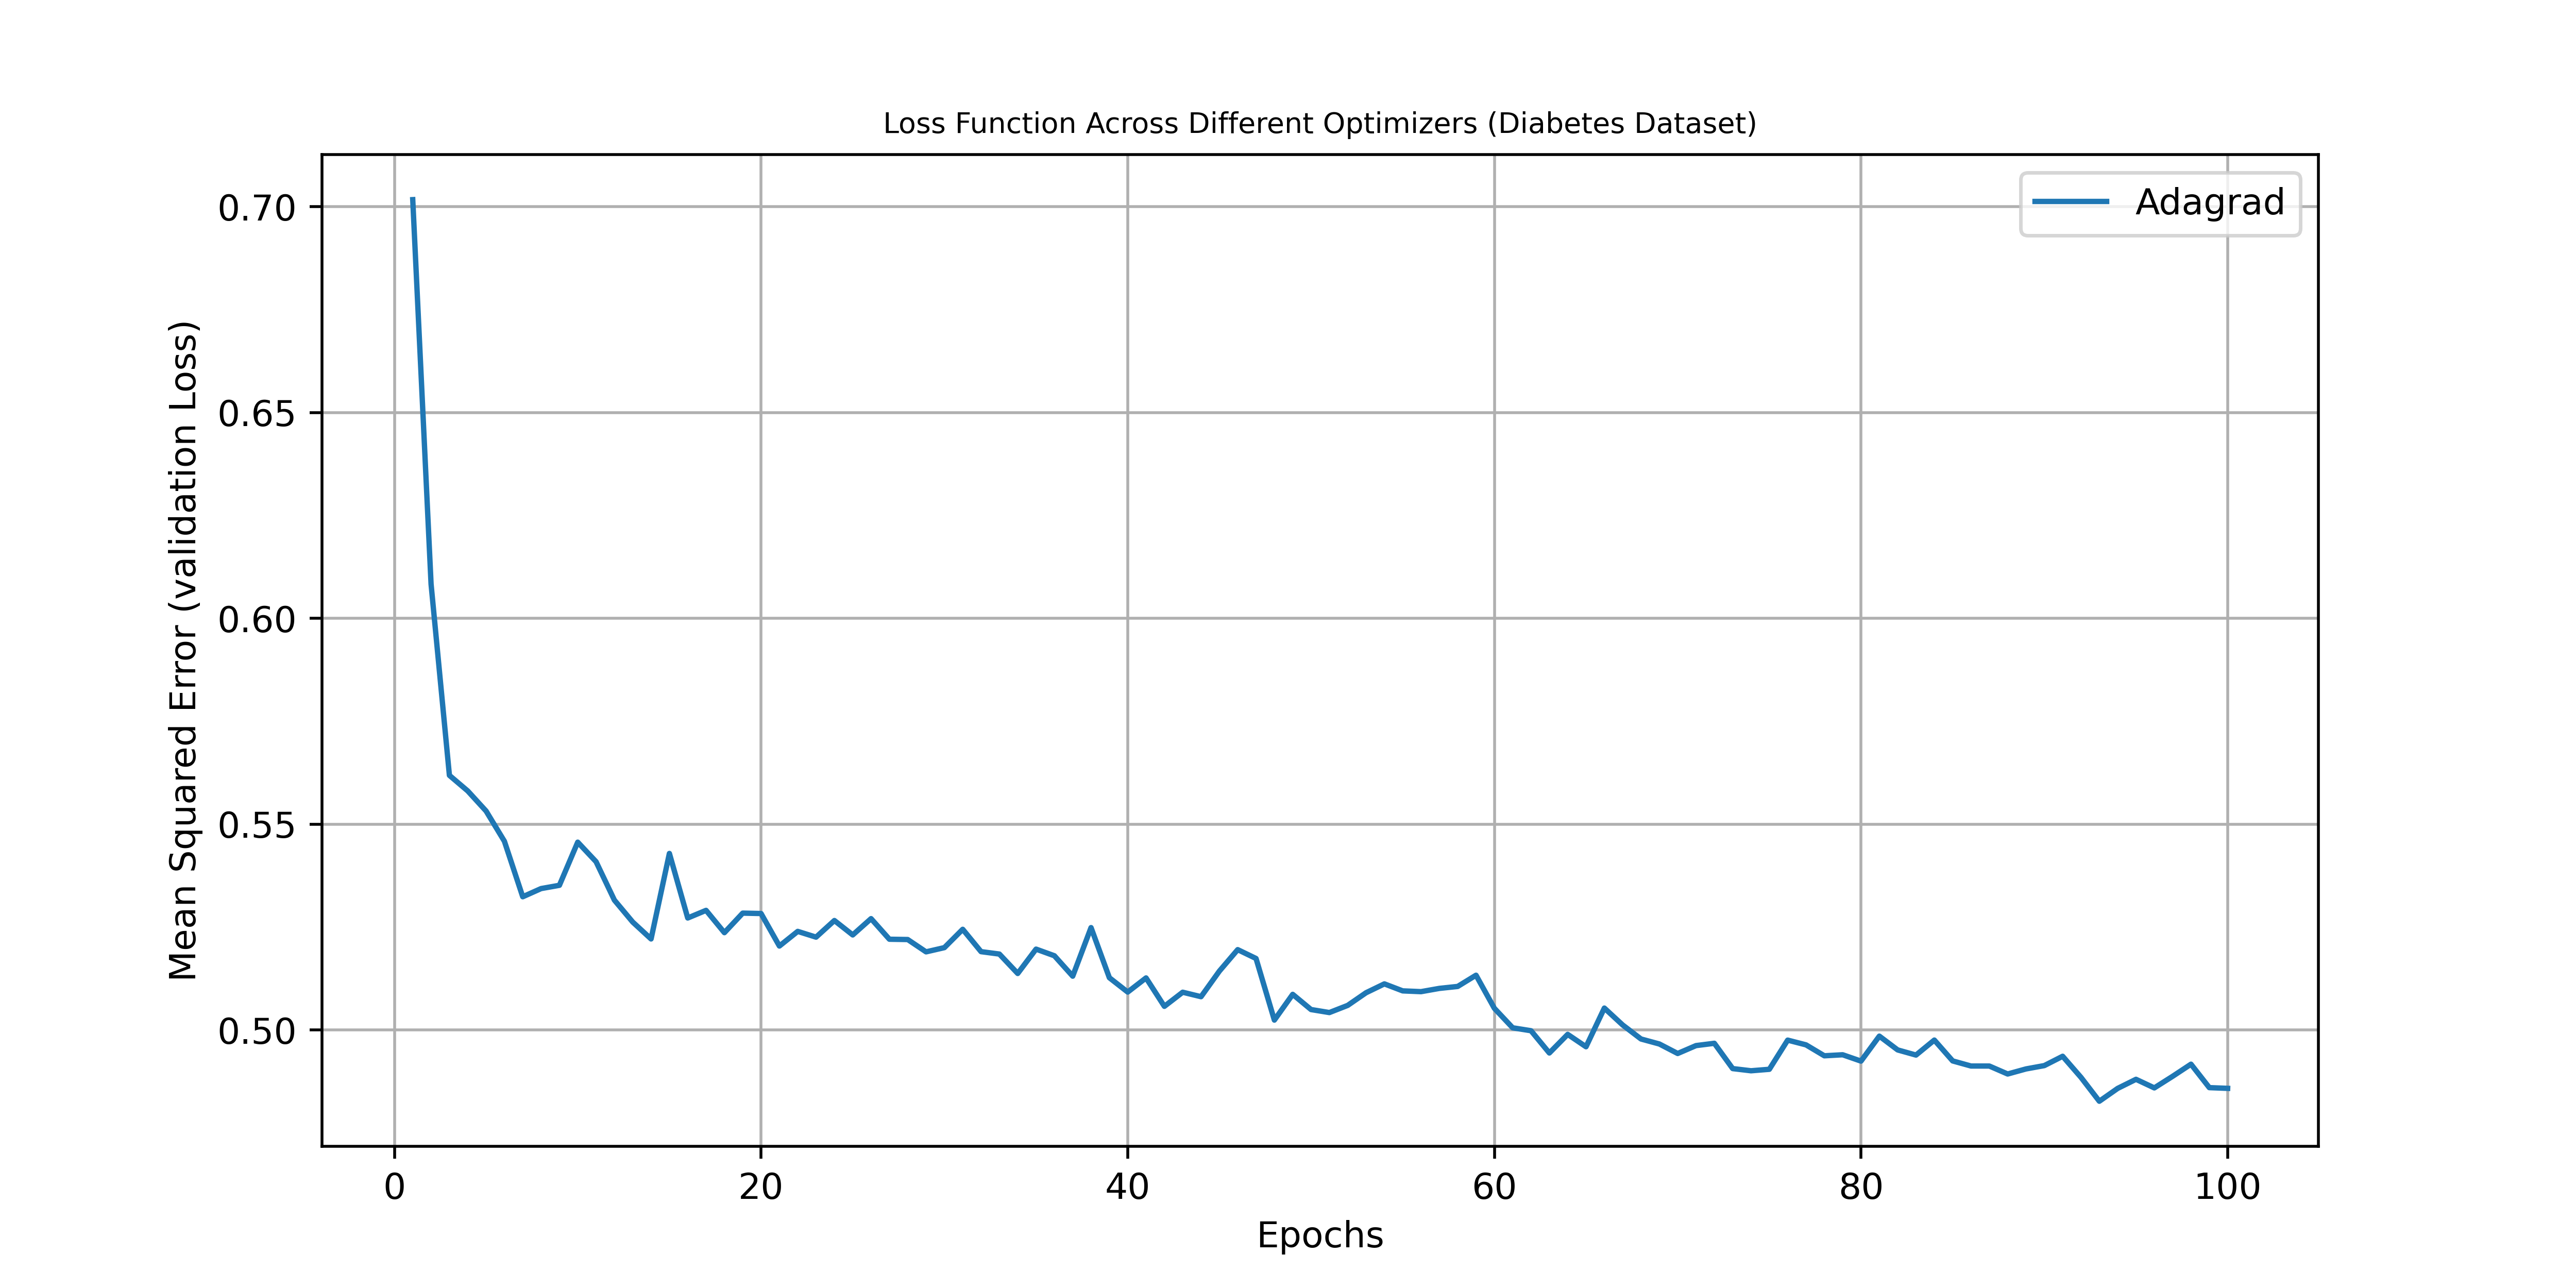 Loss Function Across Different Optimizers (Diabetes Dataset)
Adagrad
Mean Squared Error (validation Loss)
0.70
0.65
0.60
0.55
0.50
0 20 40 60 80 100
Epochs